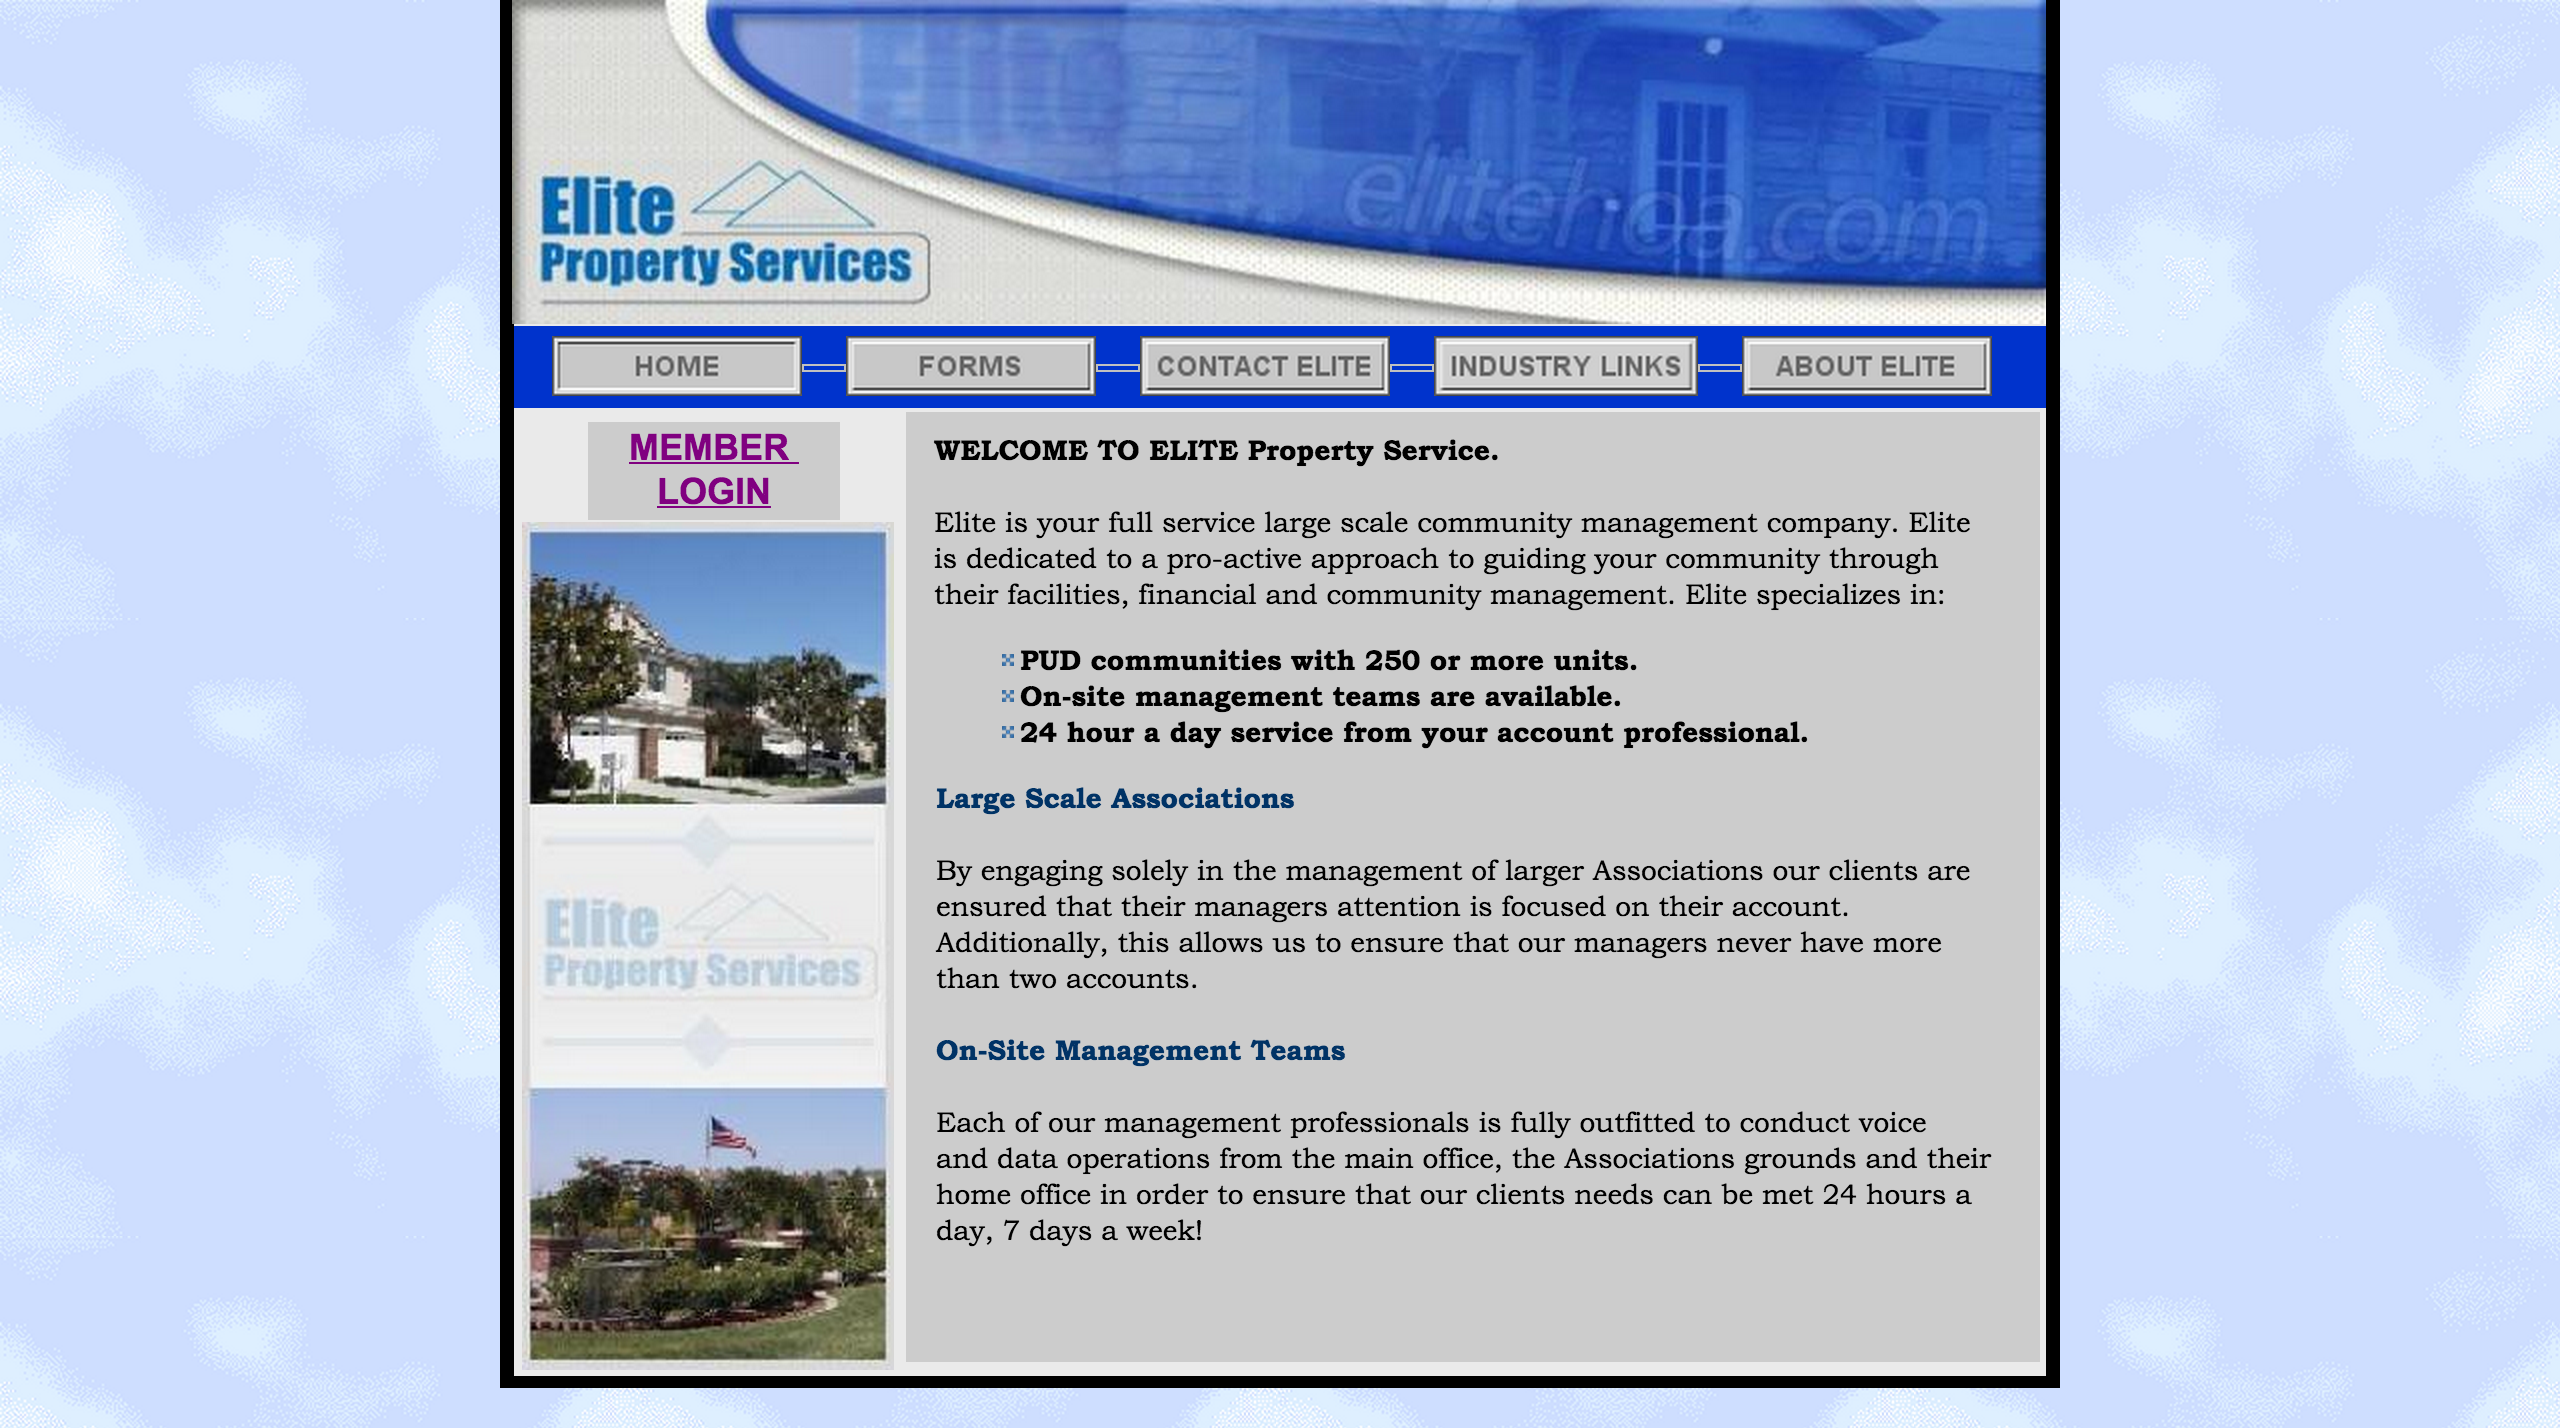 elitehoa.com
Elite
Property Services
HOME
FORMS
CONTACT ELITE
INDUSTRY LINKS
ABOUT ELITE
MEMBER
LOGIN
Elite
Property Services
WELCOME TO ELITE Property Service.
Elite is your full service large scale community management company. Elite
is dedicated to a pro-active approach to guiding your community through
their facilities, financial and community management. Elite specializes in:
PUD communities with 250 or more units.
On-site management teams are available.
24 hour a day service from your account professional.
Large Scale Associations
By engaging solely in the management of larger Associations our clients are
ensured that their managers attention is focused on their account.
Additionally, this allows us to ensure that our managers never have more
than two accounts.
On-Site Management Teams
Each of our management professionals is fully outfitted to conduct voice
and data operations from the main office, the Associations grounds and their
home office in order to ensure that our clients needs can be met 24 hours a
day, 7 days a week!